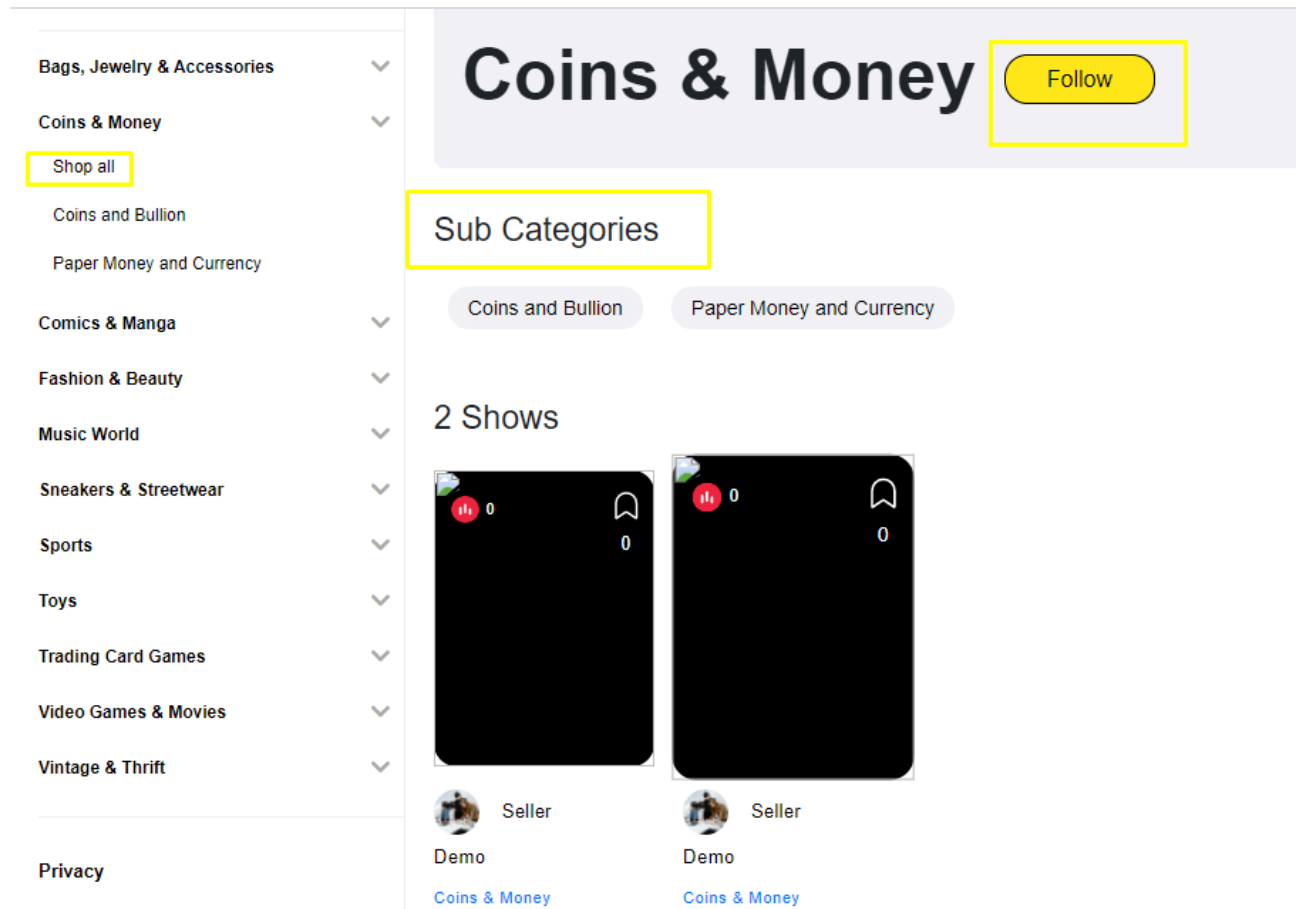 Bags, Jewelry & Accessories
Coins & Money
Shop all
Coins and Bullion
Paper Money and Currency
Comics & Manga
Fashion & Beauty
Music World
Sneakers & Streetwear
Sports
Toys
Trading Card Games
Video Games & Movies
Vintage & Thrift
Privacy
Coins & Money Follow
Sub Categories
Coins and Bullion Paper Money and Currency
2 Shows
0 0
0 0
Seller Seller
Demo Demo
Coins & Money Coins & Money